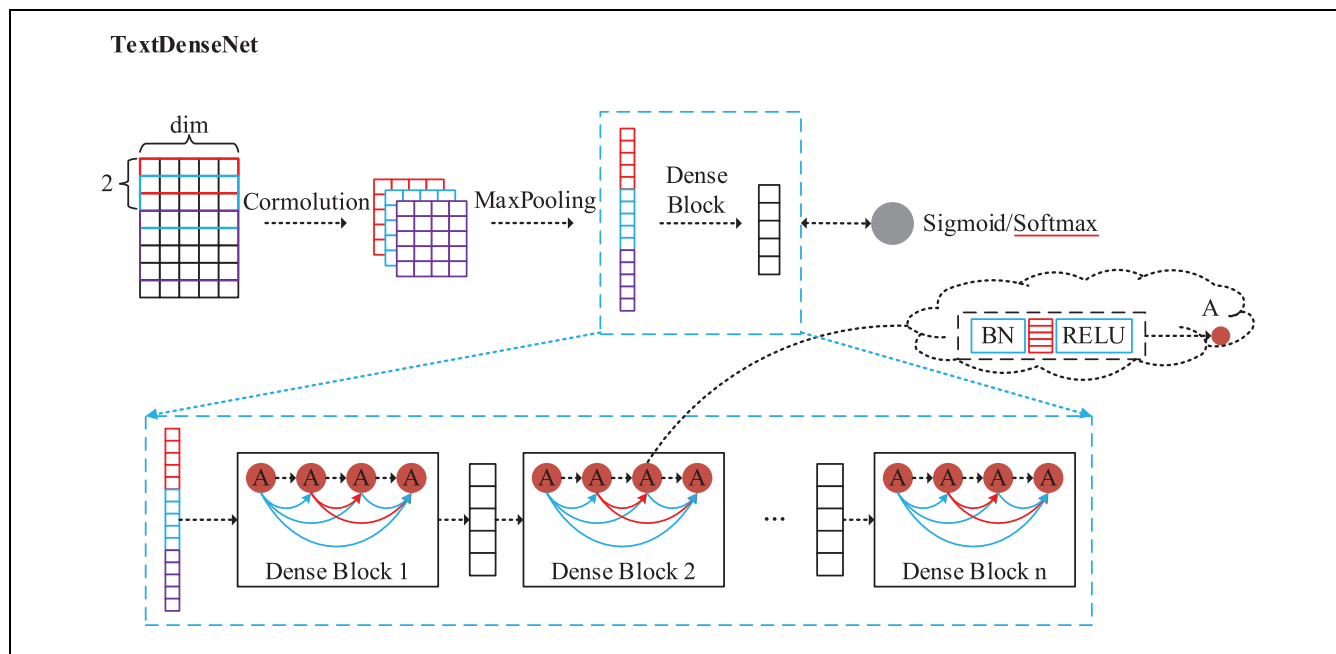 TextDenseNet
dim
2
Cormolution
MaxPooling
Dense
Block
Sigmoid/Softmax
BN
RELU
A
A A A A
Dense Block 1
A A A A
Dense Block 2
...
A A A A
Dense Block n